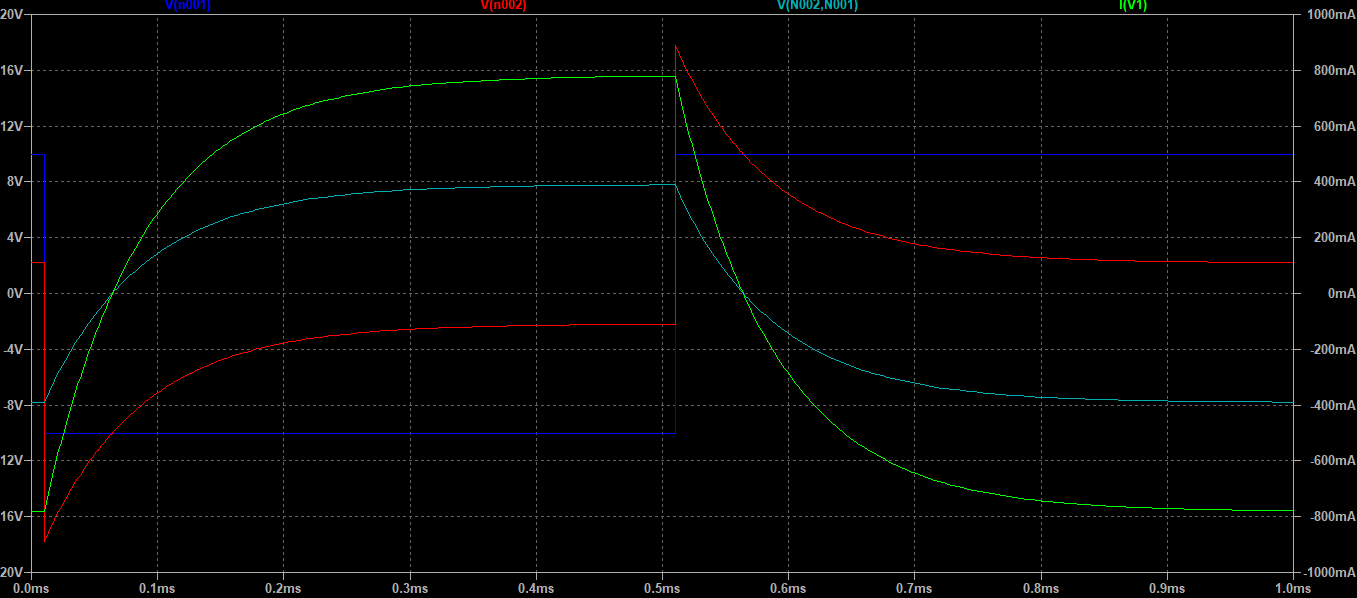 V(n001) V(n002) V(N002,N001) I(V1)
20V 1000mA
16V 800mA
12V 600mA
8V 400mA
4V 200mA
0V 0mA
-4V -200mA
-8V -400mA
12V -600mA
16V -800mA
20V -1000mA
0.0ms 0.1ms 0.2ms 0.3ms 0.4ms 0.5ms 0.6ms 0.7ms 0.8ms 0.9ms 1.0ms